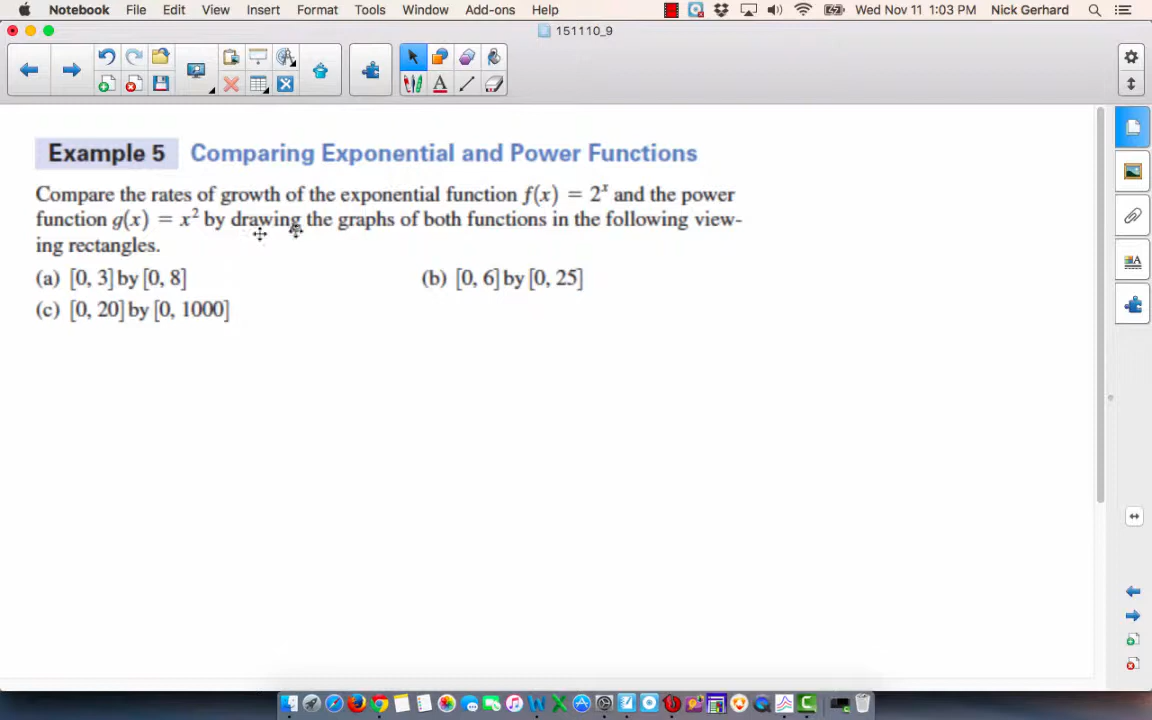 Notebook File Edit View Insert Format Tools Window Add-ons Help Wed Nov 11 1:03 PM Nick Gerhard
151110_9
Example 5 Comparing Exponential and Power Functions
Compare the rates of growth of the exponential function f(x) = 2ˣ and the power
function g(x) = x² by drawing the graphs of both functions in the following view-
ing rectangles.
(a) [0, 3] by [0, 8] (b) [0, 6] by [0, 25]
(c) [0, 20] by [0, 1000]